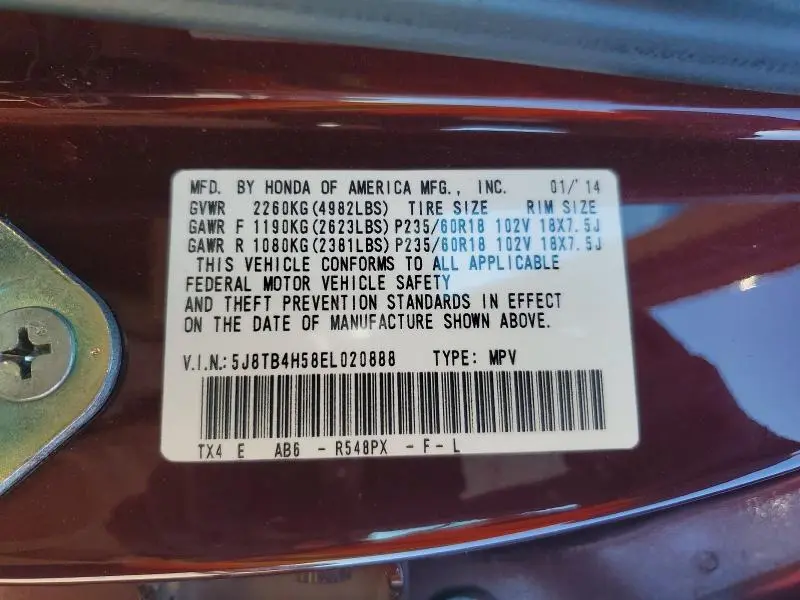 MFD. BY HONDA OF AMERICA MFG., INC. 01/'14
GVWR 2260KG(4982LBS) TIRE SIZE RIM SIZE
GAWR F 1190KG(2623LBS) P235/60R18 102V 18X7.5J
GAWR R 1080KG(2381LBS) P235/60R18 102V 18X7.5J
THIS VEHICLE CONFORMS TO ALL APPLICABLE
FEDERAL MOTOR VEHICLE SAFETY
AND THEFT PREVENTION STANDARDS IN EFFECT
ON THE DATE OF MANUFACTURE SHOWN ABOVE.
V.I.N.: 5J8TB4H58EL020888 TYPE: MPV
TX4 E AB6 - R548PX - F - L